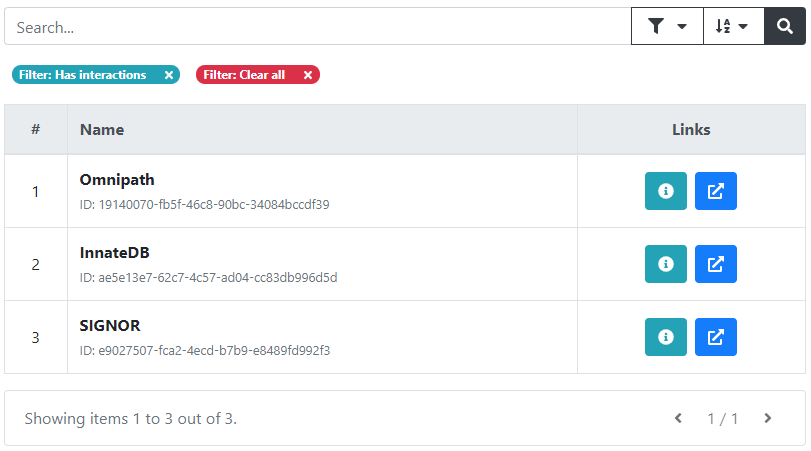 Search...
Filter: Has interactions ×
Filter: Clear all ×
# Name Links
1 Omnipath
ID: 19140070-fb5f-46c8-90bc-34084bccdf39
2 InnateDB
ID: ae5e13e7-62c7-4c57-ad04-cc83db996d5d
3 SIGNOR
ID: e9027507-fca2-4ecd-b7b9-e8489fd992f3
Showing items 1 to 3 out of 3. 1 / 1